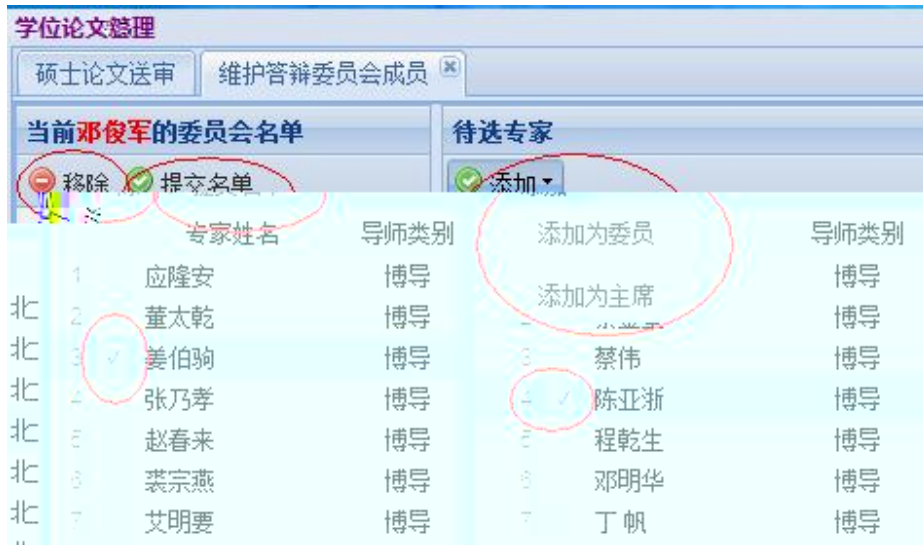 学位论文整理
硕士论文送审 维护答辩委员会成员
当前邓俊军的委员会名单 待选专家
移除 提交名单 添加
专家姓名 导师类别 添加为委员 导师类别
1 应隆安 博导 博导
添加为主席
北 2 董太乾 博导 博导
北 3 ✓ 姜伯驹 博导 3 蔡伟 博导
北 4 张乃孝 博导 4 ✓ 陈亚浙 博导
北 5 赵春来 博导 5 程乾生 博导
北 6 裘宗燕 博导 6 邓明华 博导
北 7 艾明要 博导 7 丁帆 博导